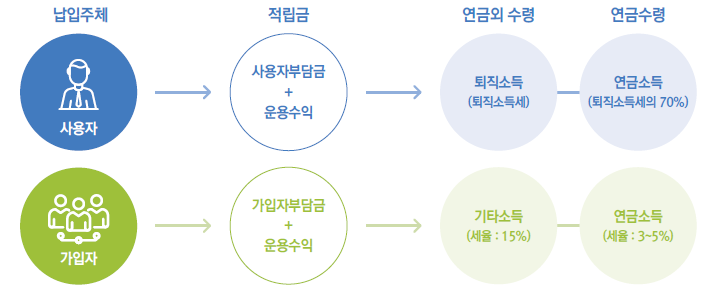 납입주체
적립금
연금외 수령
연금수령
사용자
사용자부담금
+
운용수익
퇴직소득
(퇴직소득세)
연금소득
(퇴직소득세의 70%)
가입자
가입자부담금
+
운용수익
기타소득
(세율 : 15%)
연금소득
(세율 : 3~5%)